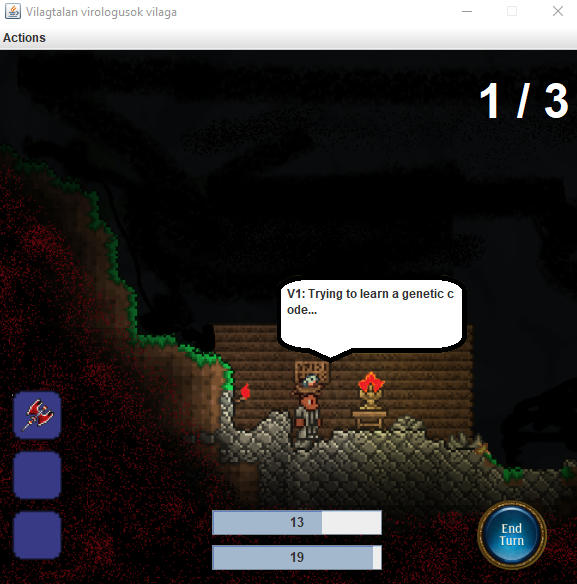 Vilagtalan virologusok vilaga
Actions
1 / 3
V1: Trying to learn a genetic c
ode...
13
19
End
Turn